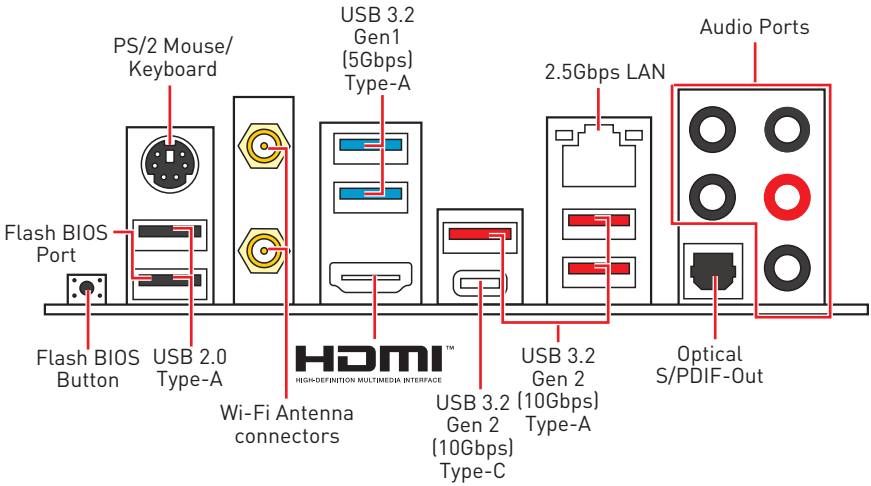 PS/2 Mouse/
Keyboard
USB 3.2
Gen1
(5Gbps)
Type-A
2.5Gbps LAN
Audio Ports
Flash BIOS
Port
Flash BIOS
Button
USB 2.0
Type-A
Wi-Fi Antenna
connectors
HDMI™
HIGH-DEFINITION MULTIMEDIA INTERFACE
USB 3.2
Gen 2
(10Gbps)
Type-C
USB 3.2
Gen 2
(10Gbps)
Type-A
Optical
S/PDIF-Out